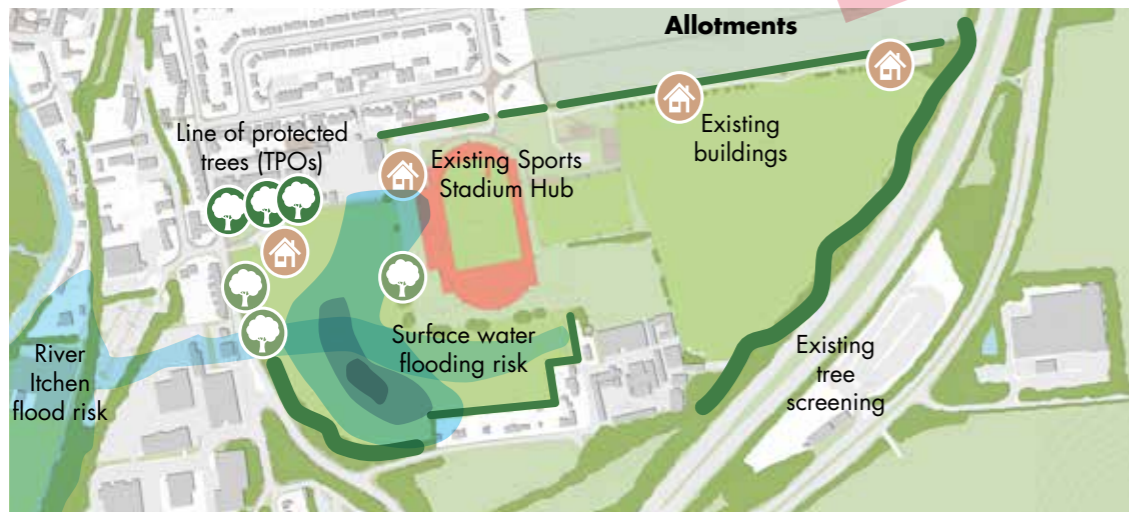 Allotments
Line of protected
trees (TPOs)
Existing Sports
Stadium Hub
Existing
buildings
River
Itchen
flood risk
Surface water
flooding risk
Existing
tree
screening